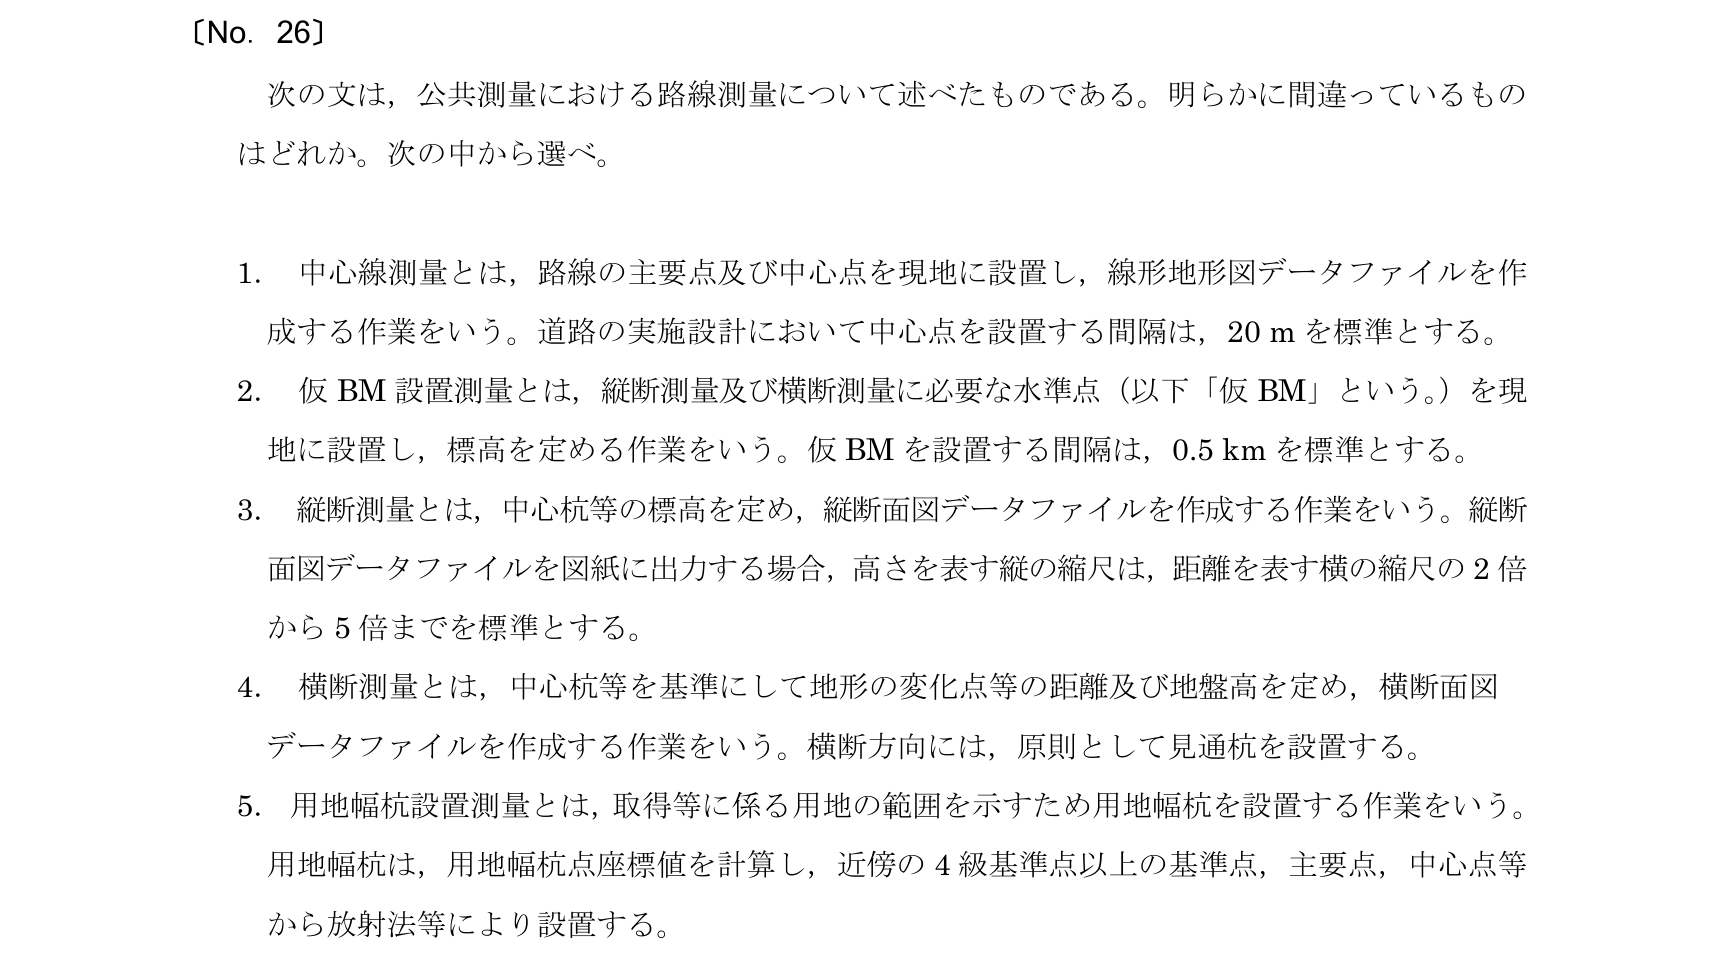 〔No. 26〕
次の文は，公共測量における路線測量について述べたものである。明らかに間違っているもの
はどれか。次の中から選べ。
1. 中心線測量とは，路線の主要点及び中心点を現地に設置し，線形地形図データファイルを作
成する作業をいう。道路の実施設計において中心点を設置する間隔は，20 m を標準とする。
2. 仮 BM 設置測量とは，縦断測量及び横断測量に必要な水準点（以下「仮 BM」という。）を現
地に設置し，標高を定める作業をいう。仮 BM を設置する間隔は，0.5 km を標準とする。
3. 縦断測量とは，中心杭等の標高を定め，縦断面図データファイルを作成する作業をいう。縦断
面図データファイルを図紙に出力する場合，高さを表す縦の縮尺は，距離を表す横の縮尺の 2 倍
から 5 倍までを標準とする。
4. 横断測量とは，中心杭等を基準にして地形の変化点等の距離及び地盤高を定め，横断面図
データファイルを作成する作業をいう。横断方向には，原則として見通杭を設置する。
5. 用地幅杭設置測量とは，取得等に係る用地の範囲を示すため用地幅杭を設置する作業をいう。
用地幅杭は，用地幅杭点座標値を計算し，近傍の 4 級基準点以上の基準点，主要点，中心点等
から放射法等により設置する。